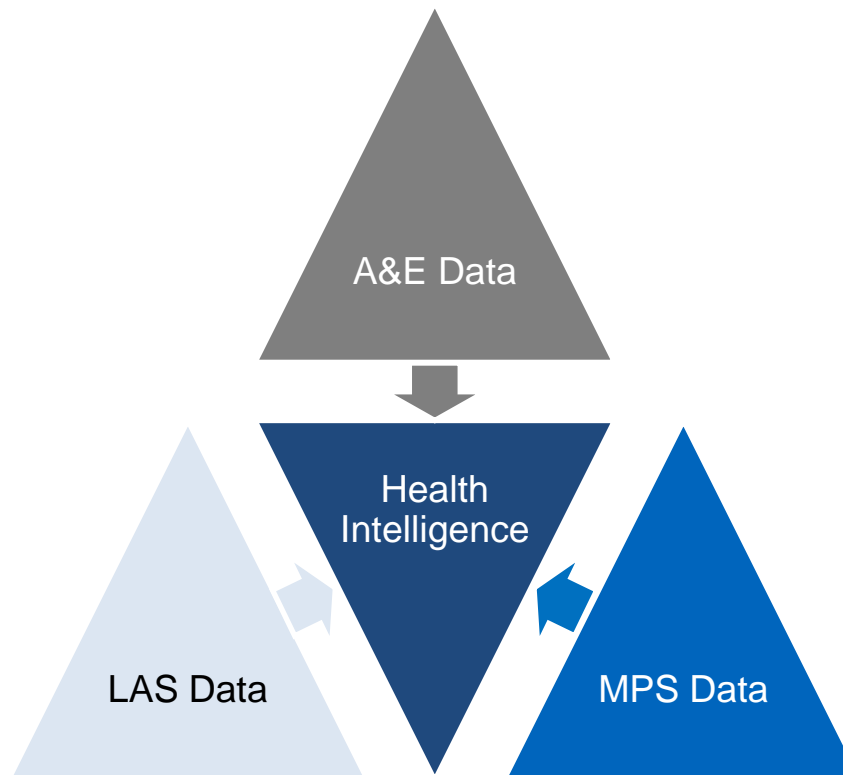 A&E Data
Health
Intelligence
LAS Data
MPS Data